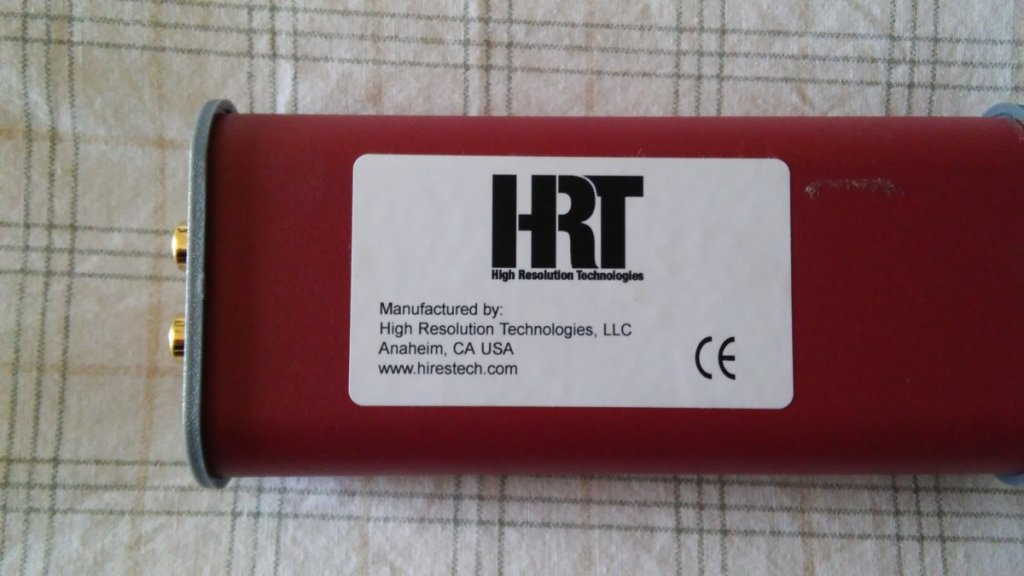 HRT
High Resolution Technologies
Manufactured by:
High Resolution Technologies, LLC
Anaheim, CA USA
www.hirestech.com
CE